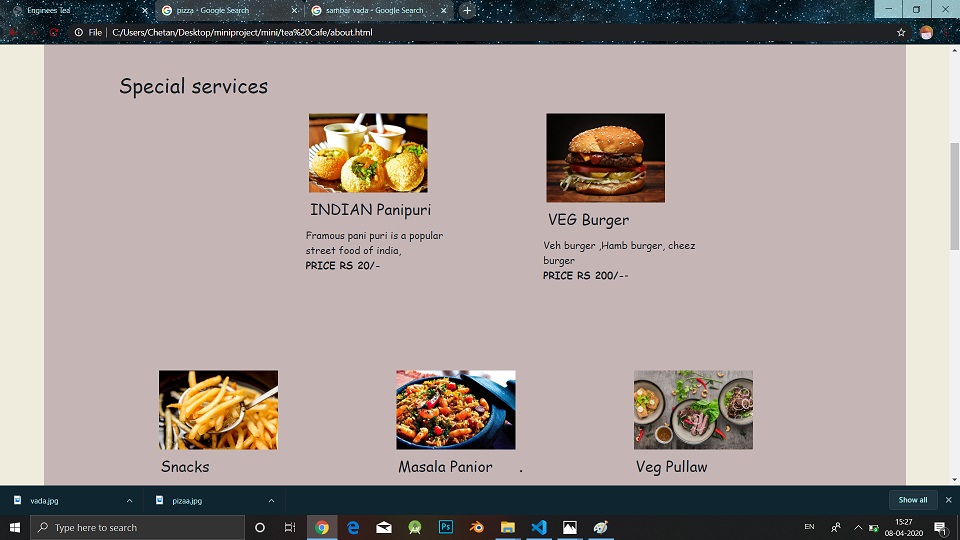 Enginees Tea
pizza - Google Search
sambar vada - Google Search
File
C:/Users/Chetan/Desktop/miniproject/mini/tea%20Cafe/about.html
Special services
INDIAN Panipuri
Framous pani puri is a popular
street food of india,
PRICE RS 20/-
VEG Burger
Veh burger ,Hamb burger, cheez
burger
PRICE RS 200/--
Snacks
Masala Panior .
Veg Pullaw
vada.jpg
pizaa.jpg
Show all
Type here to search
Ps
EN
15:27
08-04-2020
1